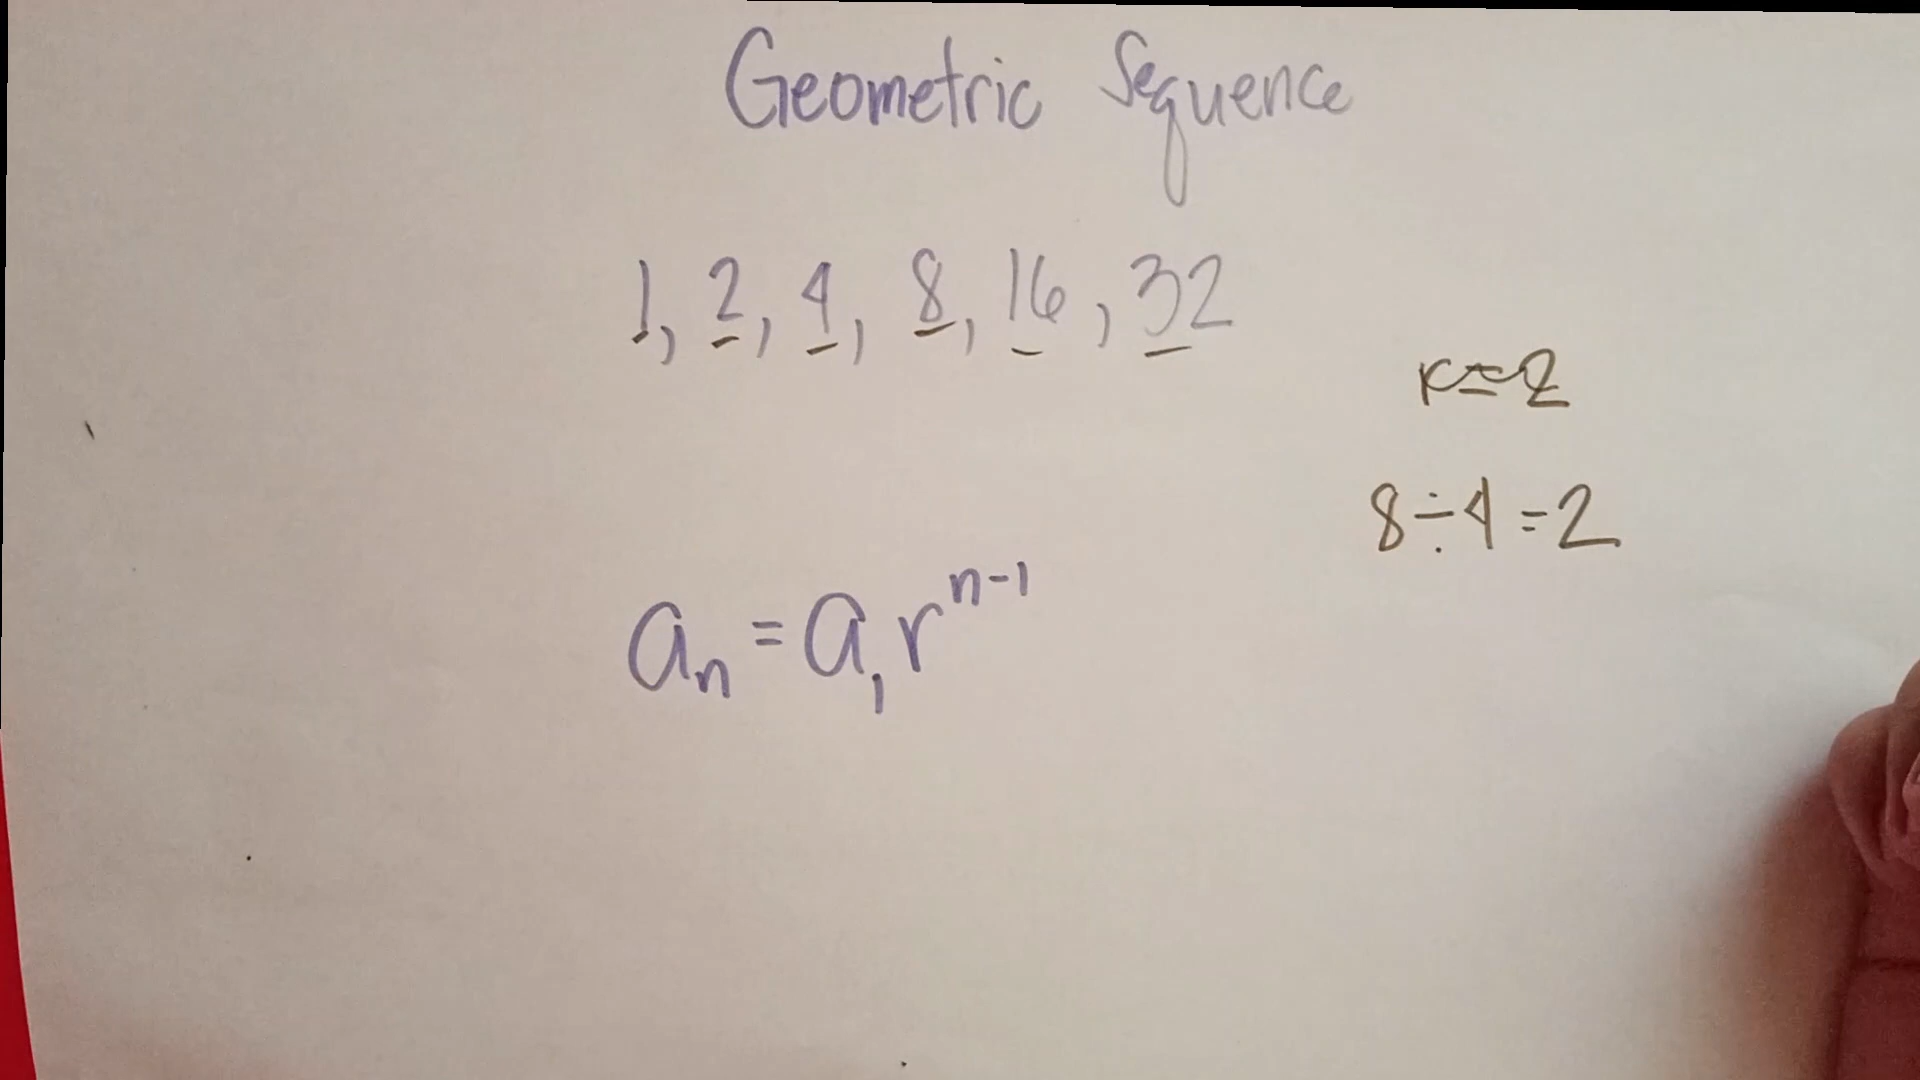 Geometric Sequence
1, 2, 4, 8, 16, 32
r=2
8÷4=2
aₙ=a₁rⁿ⁻¹